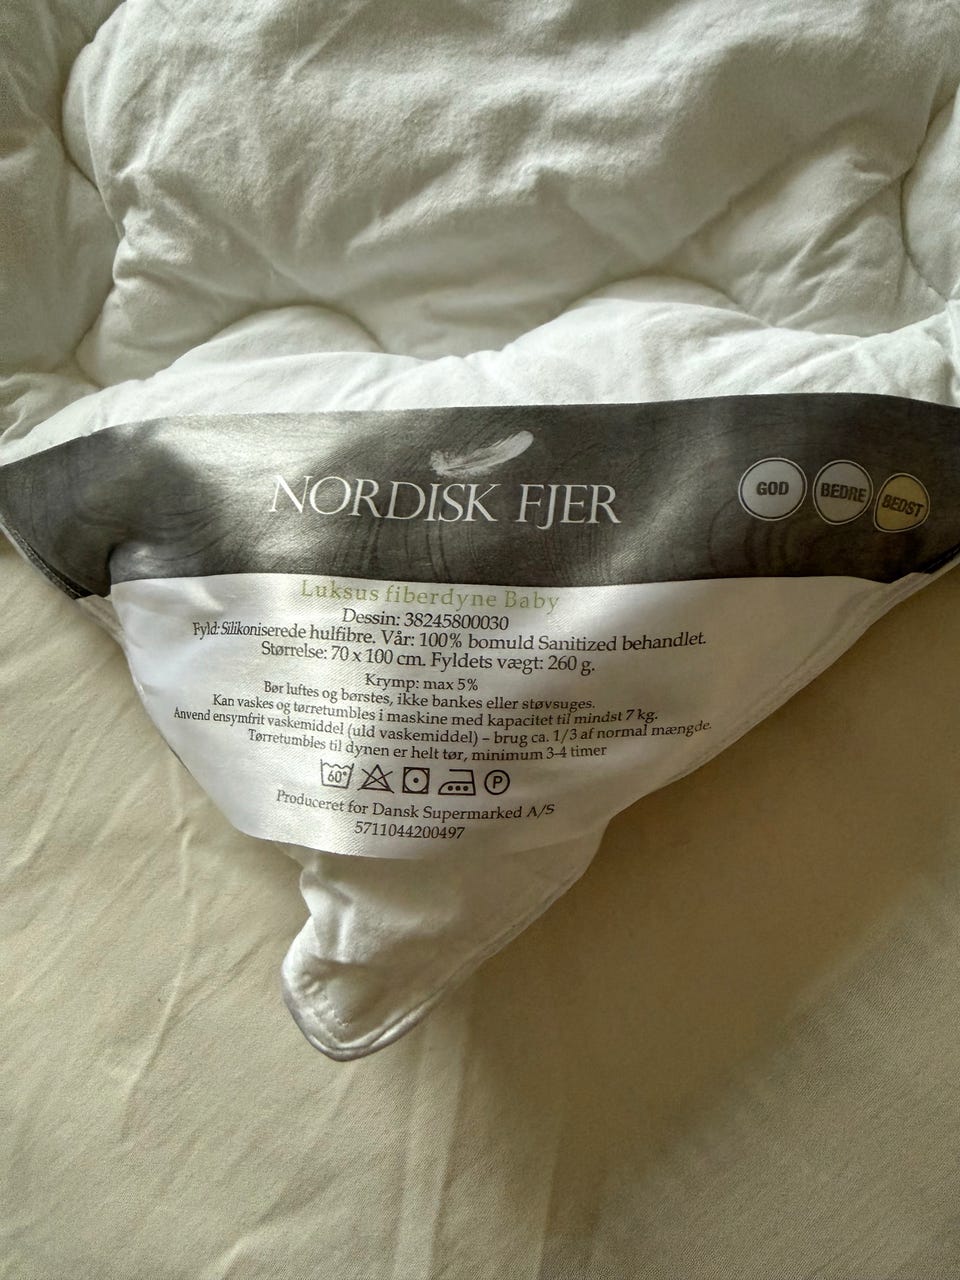 NORDISK FJER
GOD BEDRE BEDST
Luksus fiberdyne Baby
Dessin: 38245800030
Fyld: Silikoniserede hulfibre. Vår: 100% bomuld Sanitized behandlet.
Størrelse: 70 x 100 cm. Fyldets vægt: 260 g.
Krymp: max 5%
Bør luftes og børstes, ikke bankes eller støvsuges.
Kan vaskes og tørretumbles i maskine med kapacitet til mindst 7 kg.
Anvend ensymfrit vaskemiddel (uld vaskemiddel) – brug ca. 1/3 af normal mængde.
Tørretumbles til dynen er helt tør, minimum 3-4 timer
60° P
Produceret for Dansk Supermarked A/S
5711044200497